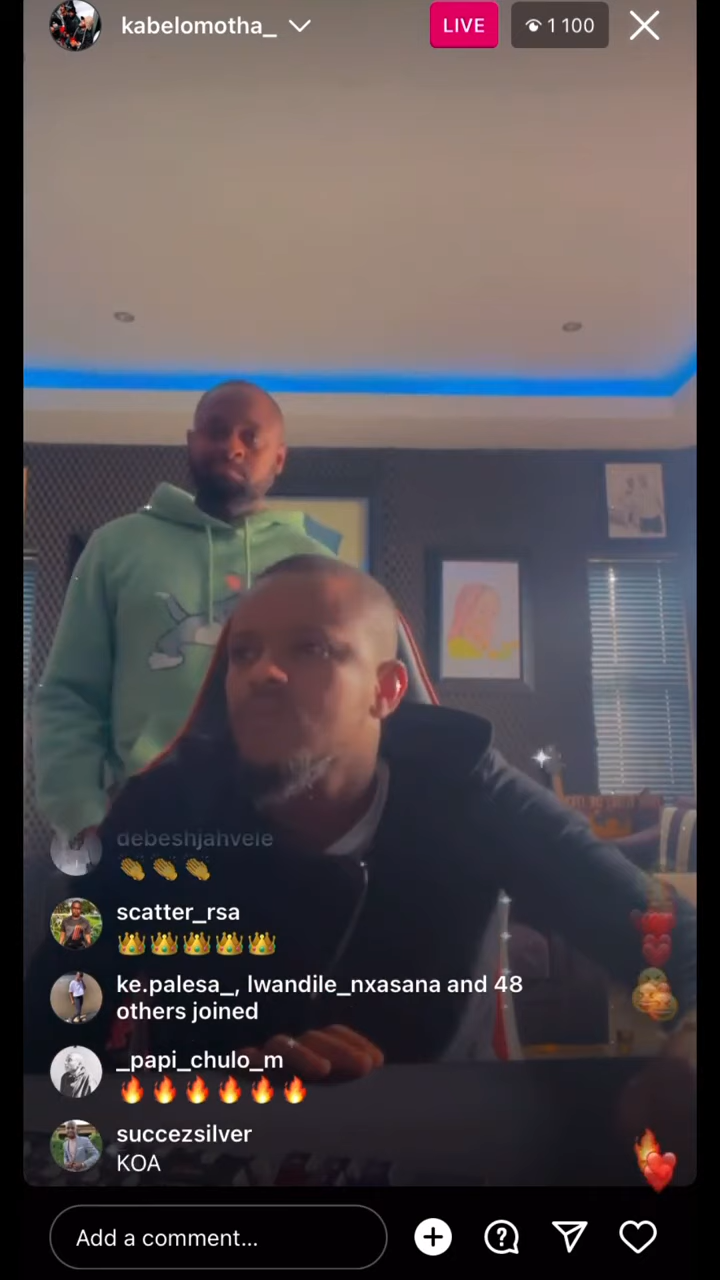 kabelomotha_
LIVE
1 100
debeshjahvele
scatter_rsa
ke.palesa_, lwandile_nxasana and 48
others joined
_papi_chulo_m
succezsilver
KOA
Add a comment...